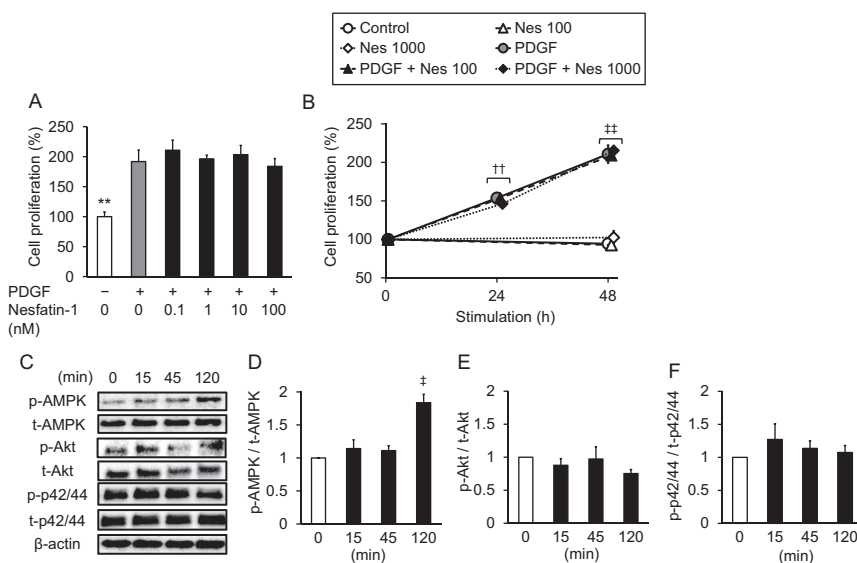 Control Nes 100
Nes 1000 PDGF
PDGF + Nes 100 PDGF + Nes 1000
A
Cell proliferation (%)
250
200
150
100
50
0
**
PDGF − + + + + +
Nesfatin-1 0 0 0.1 1 10 100
(nM)
B
Cell proliferation (%)
250
200
150
100
50
††
‡‡
0 24 48
Stimulation (h)
C
(min) 0 15 45 120
p-AMPK
t-AMPK
p-Akt
t-Akt
p-p42/44
t-p42/44
β-actin
D
p-AMPK / t-AMPK
2
1.5
1
0.5
0
‡
0 15 45 120
(min)
E
p-Akt / t-Akt
2
1.5
1
0.5
0
0 15 45 120
(min)
F
p-p42/44 / t-p42/44
2
1.5
1
0.5
0
0 15 45 120
(min)